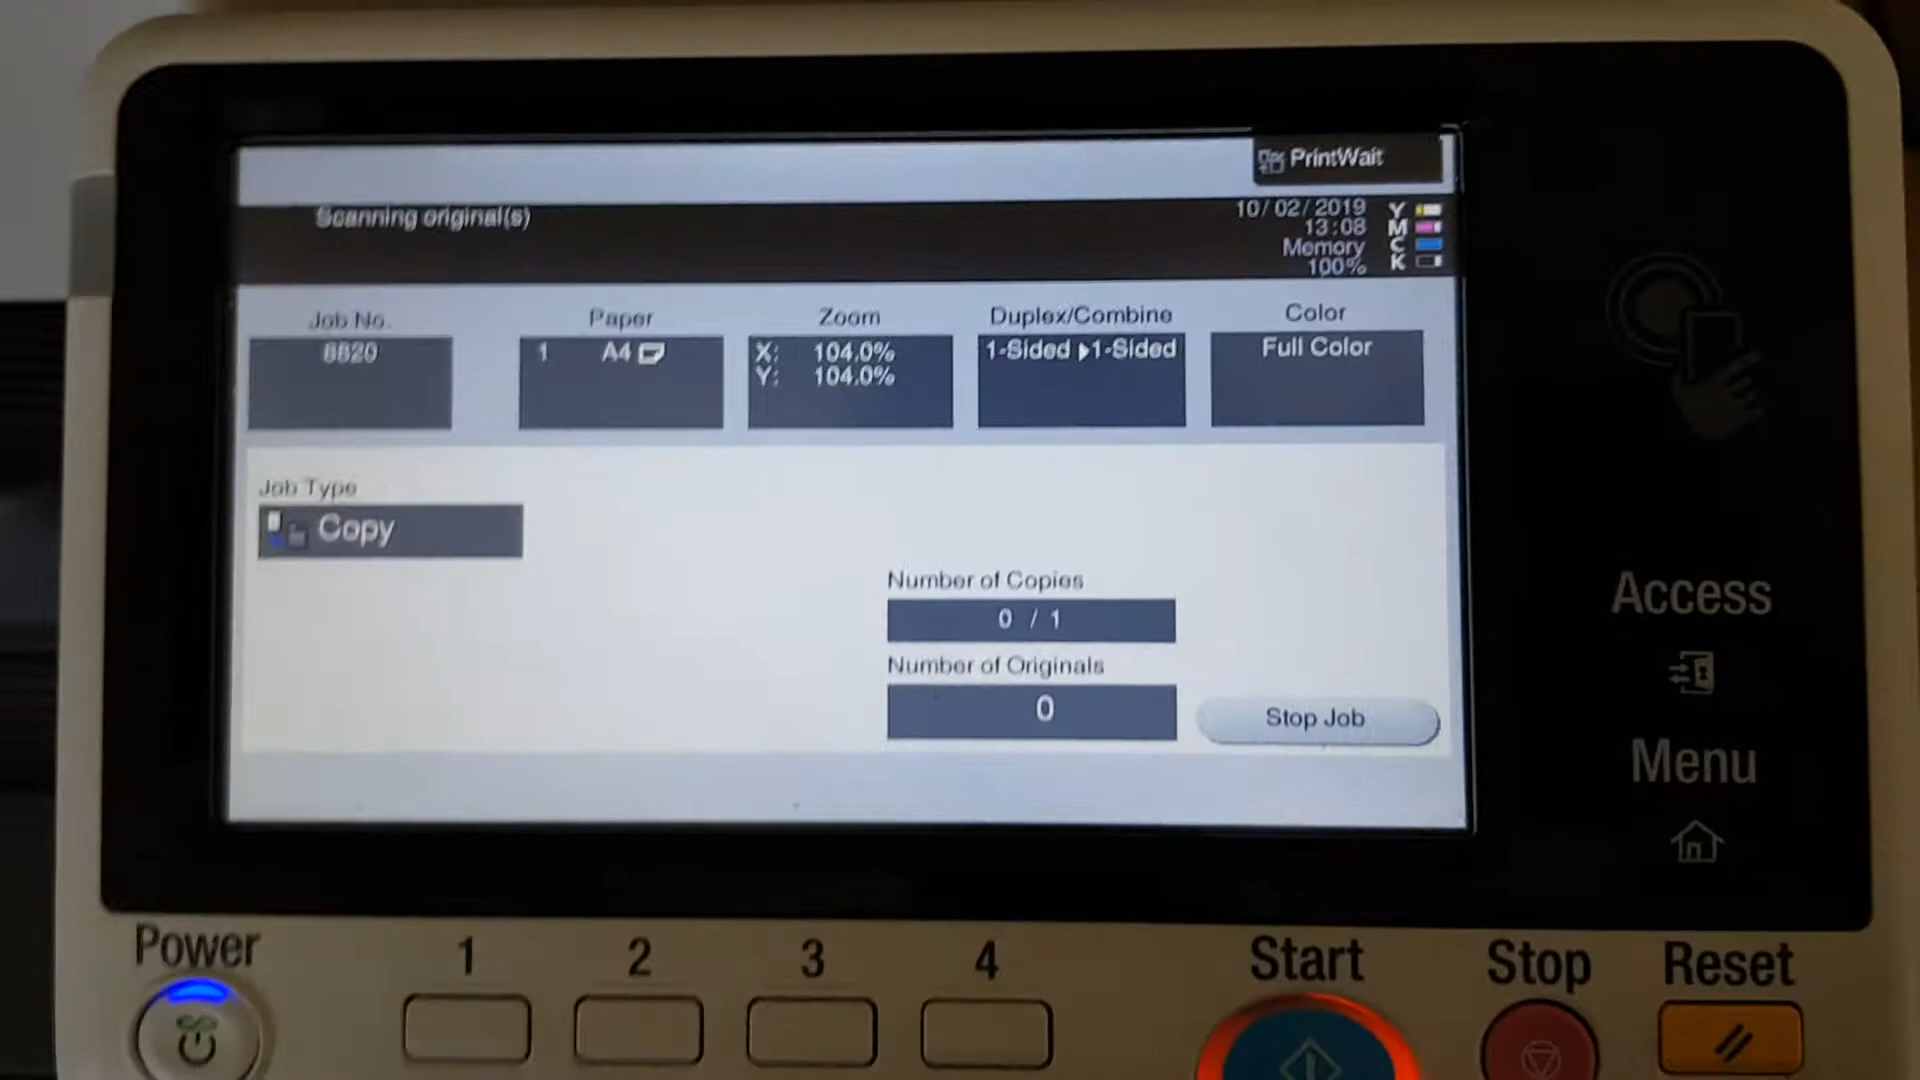 PrintWait
Scanning original(s)
10/02/2019
13:08
Memory
100%
Y
M
C
K
Job No.
8820
Paper
1 A4
Zoom
X: 104.0%
Y: 104.0%
Duplex/Combine
1-Sided ▶1-Sided
Color
Full Color
Job Type
Copy
Number of Copies
0 / 1
Number of Originals
0
Stop Job
Access
Menu
Power
1 2 3 4
Start
Stop
Reset